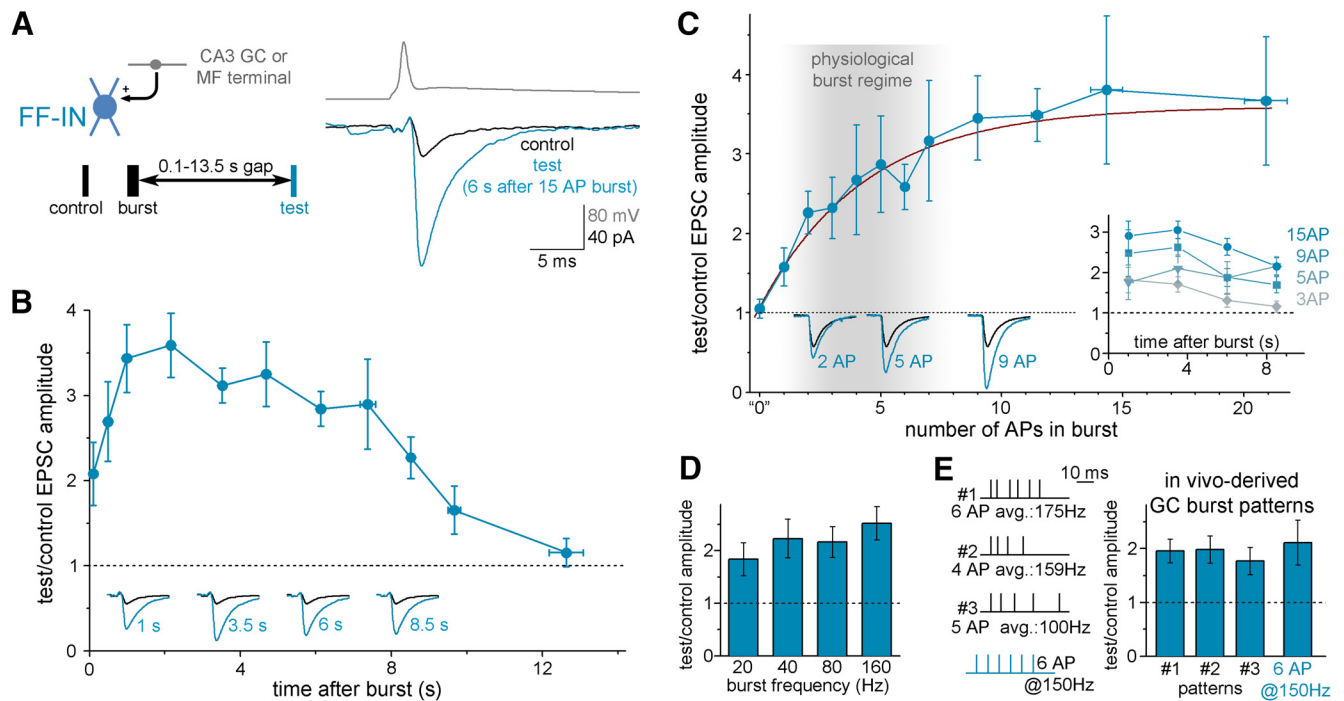 A
CA3 GC or
MF terminal
+
FF-IN
0.1-13.5 s gap
control
burst
test
control
test
(6 s after 15 AP burst)
80 mV
40 pA
5 ms
B
test/control EPSC amplitude
4
3
2
1
0
1 s
3.5 s
6 s
8.5 s
0
4
8
12
time after burst (s)
C
test/control EPSC amplitude
4
3
2
1
0
physiological
burst regime
2 AP
5 AP
9 AP
"0"
5
10
15
20
number of APs in burst
3
2
1
15AP
9AP
5AP
3AP
time after burst (s)
0
4
8
D
test/control amplitude
2
1
0
20
40
80
160
burst frequency (Hz)
E
10 ms
#1
6 AP avg.:175Hz
#2
4 AP avg.:159Hz
#3
5 AP avg.:100Hz
6 AP
@150Hz
in vivo-derived
GC burst patterns
test/control amplitude
2
1
0
#1
#2
#3
6 AP
@150Hz
patterns